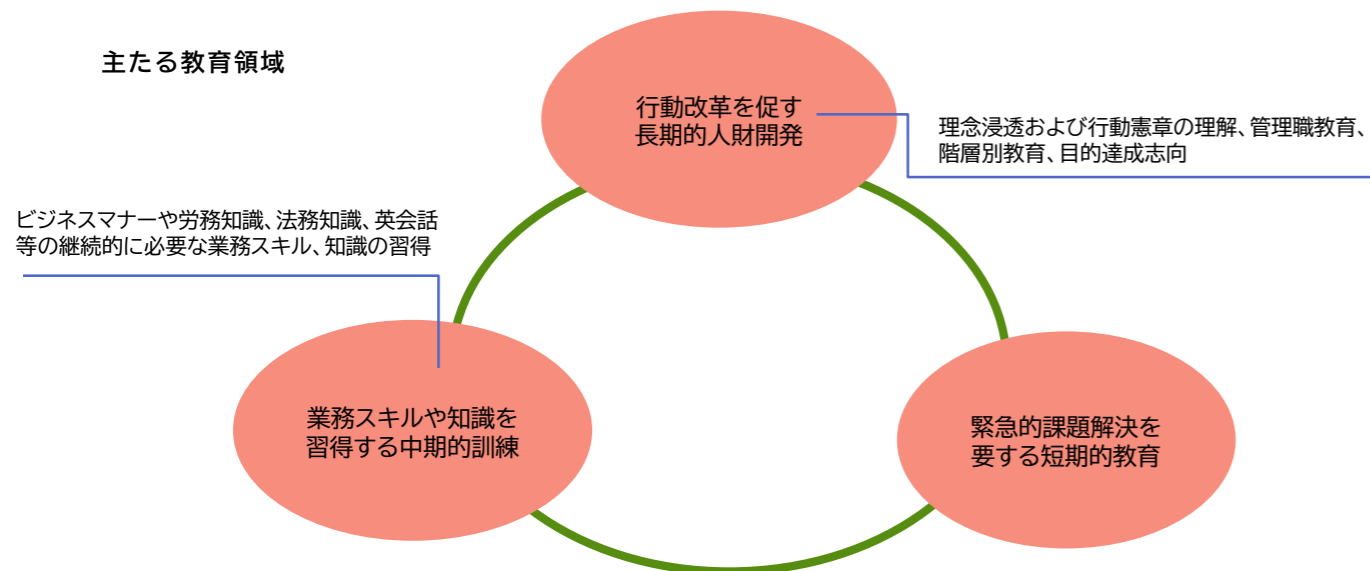 主たる教育領域
行動改革を促す
長期的人財開発
理念浸透および行動憲章の理解、管理職教育、
階層別教育、目的達成志向
ビジネスマナーや労務知識、法務知識、英会話
等の継続的に必要な業務スキル、知識の習得
業務スキルや知識を
習得する中期的訓練
緊急的課題解決を
要する短期的教育